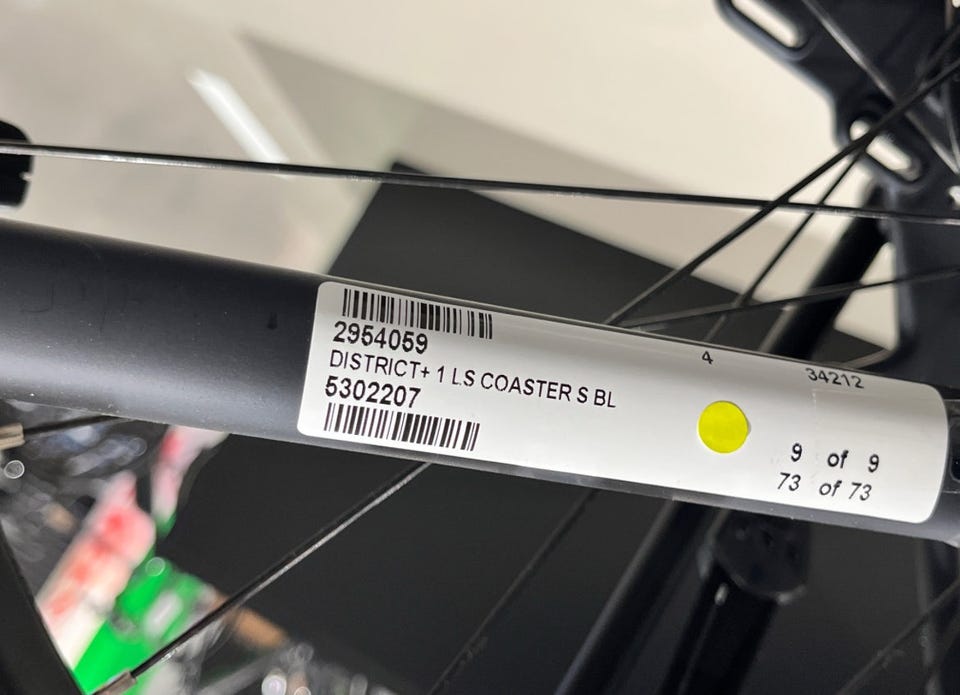 2954059
DISTRICT+ 1 LS COASTER S BL
5302207
4 34212
9 of 9
73 of 73